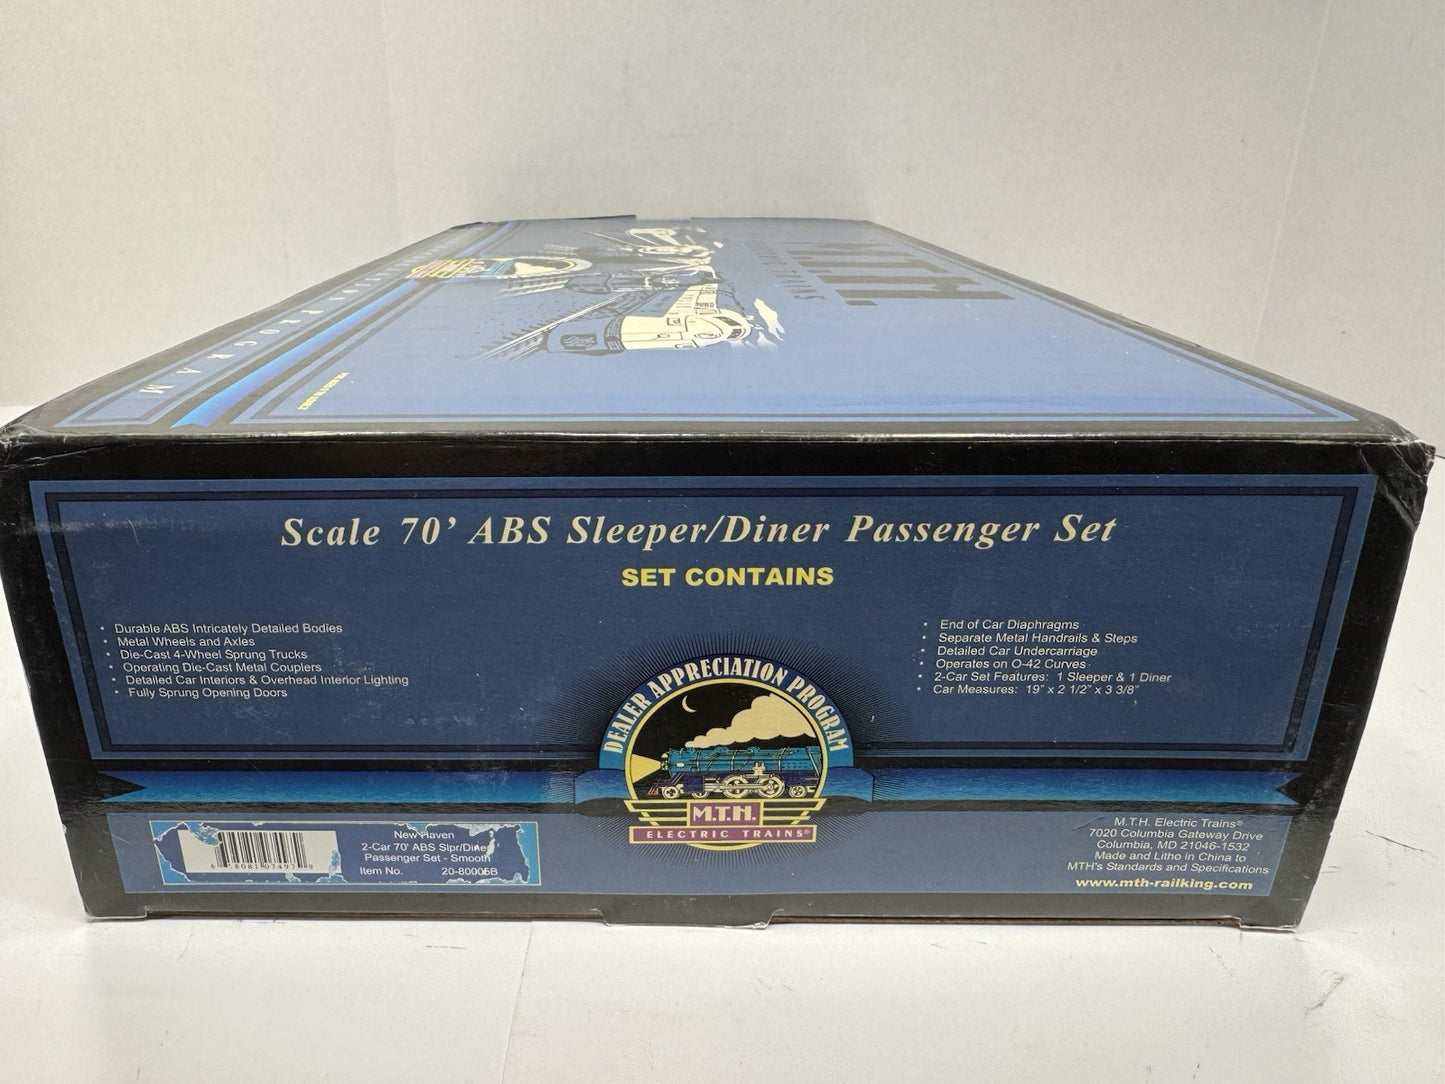 M.T.H.
ELECTRIC TRAINS
PROGRAM
Scale 70' ABS Sleeper/Diner Passenger Set
SET CONTAINS
• Durable ABS Intricately Detailed Bodies
• Metal Wheels and Axles
• Die-Cast 4-Wheel Sprung Trucks
• Operating Die-Cast Metal Couplers
• Detailed Car Interiors & Overhead Interior Lighting
• Fully Sprung Opening Doors
• End of Car Diaphragms
• Separate Metal Handrails & Steps
• Detailed Car Undercarriage
• Operates on O-42 Curves
• 2-Car Set Features: 1 Sleeper & 1 Diner
• Car Measures: 19" x 2 1/2" x 3 3/8"
DEALER APPRECIATION PROGRAM
M.T.H.
ELECTRIC TRAINS®
New Haven
2-Car 70' ABS Slpr/Diner
Passenger Set - Smooth
Item No. 20-80006B
M.T.H. Electric Trains®
7020 Columbia Gateway Drive
Columbia, MD 21046-1532
Made and Litho in China to
MTH's Standards and Specifications
www.mth-railking.com